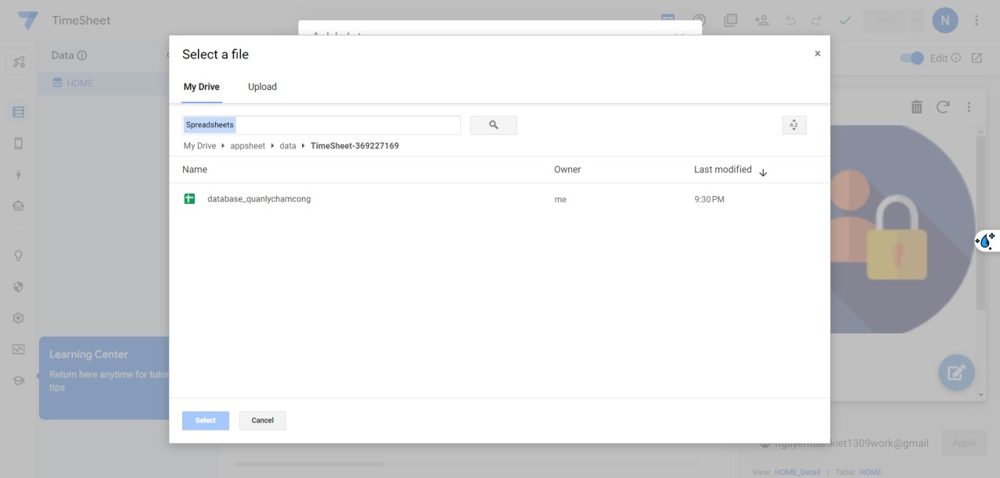 TimeSheet
N
Data
Edit
HOME
Select a file
My Drive
Upload
Spreadsheets
My Drive
appsheet
data
TimeSheet-369227169
Name
Owner
Last modified
database_quanlychamcong
me
9:30 PM
Learning Center
Return here anytime for tutor
tips
Select
Cancel
nguyentuankiet1309work@gmail
Apply
View: HOME_Detail | Table: HOME